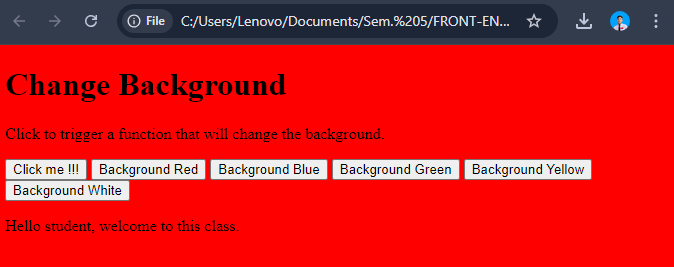 File C:/Users/Lenovo/Documents/Sem.%205/FRONT-EN...
Change Background
Click to trigger a function that will change the background.
Click me !!! Background Red Background Blue Background Green Background Yellow
Background White
Hello student, welcome to this class.